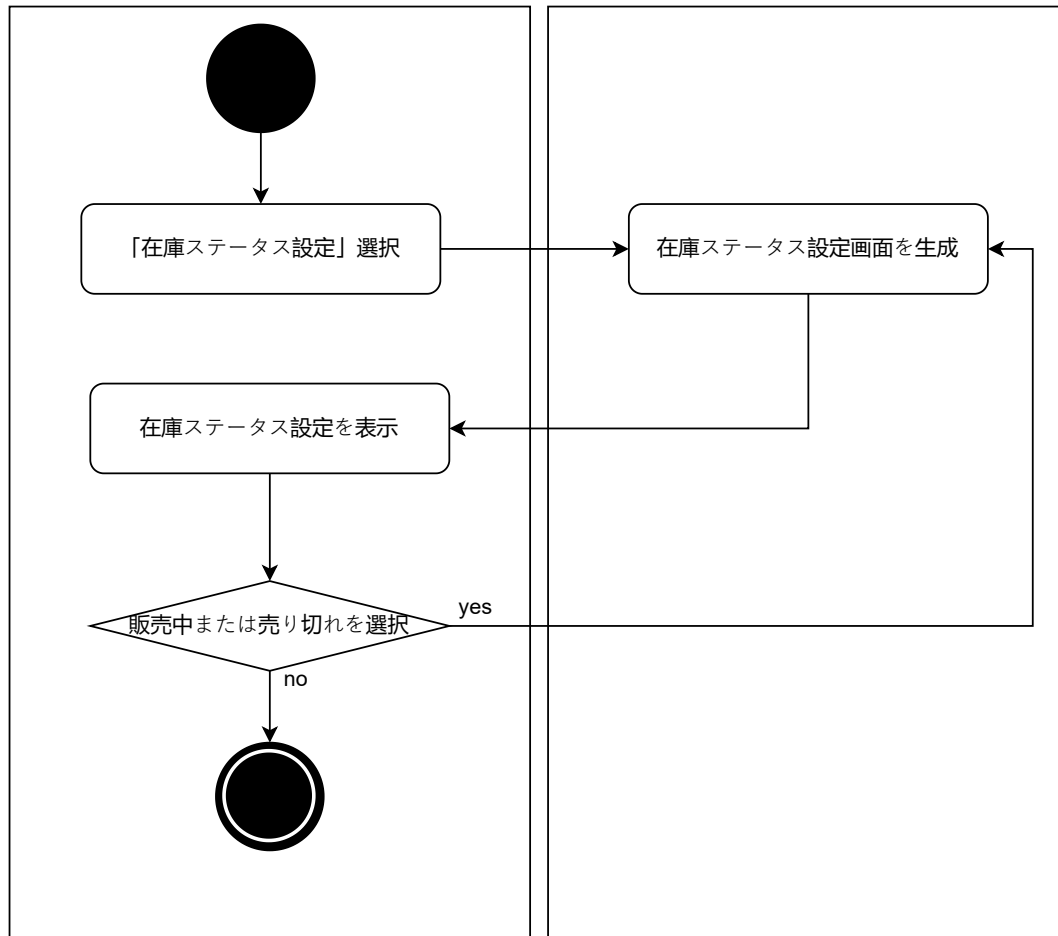 「在庫ステータス設定」選択
在庫ステータス設定画面を生成
在庫ステータス設定を表示
販売中または売り切れを選択
yes
no